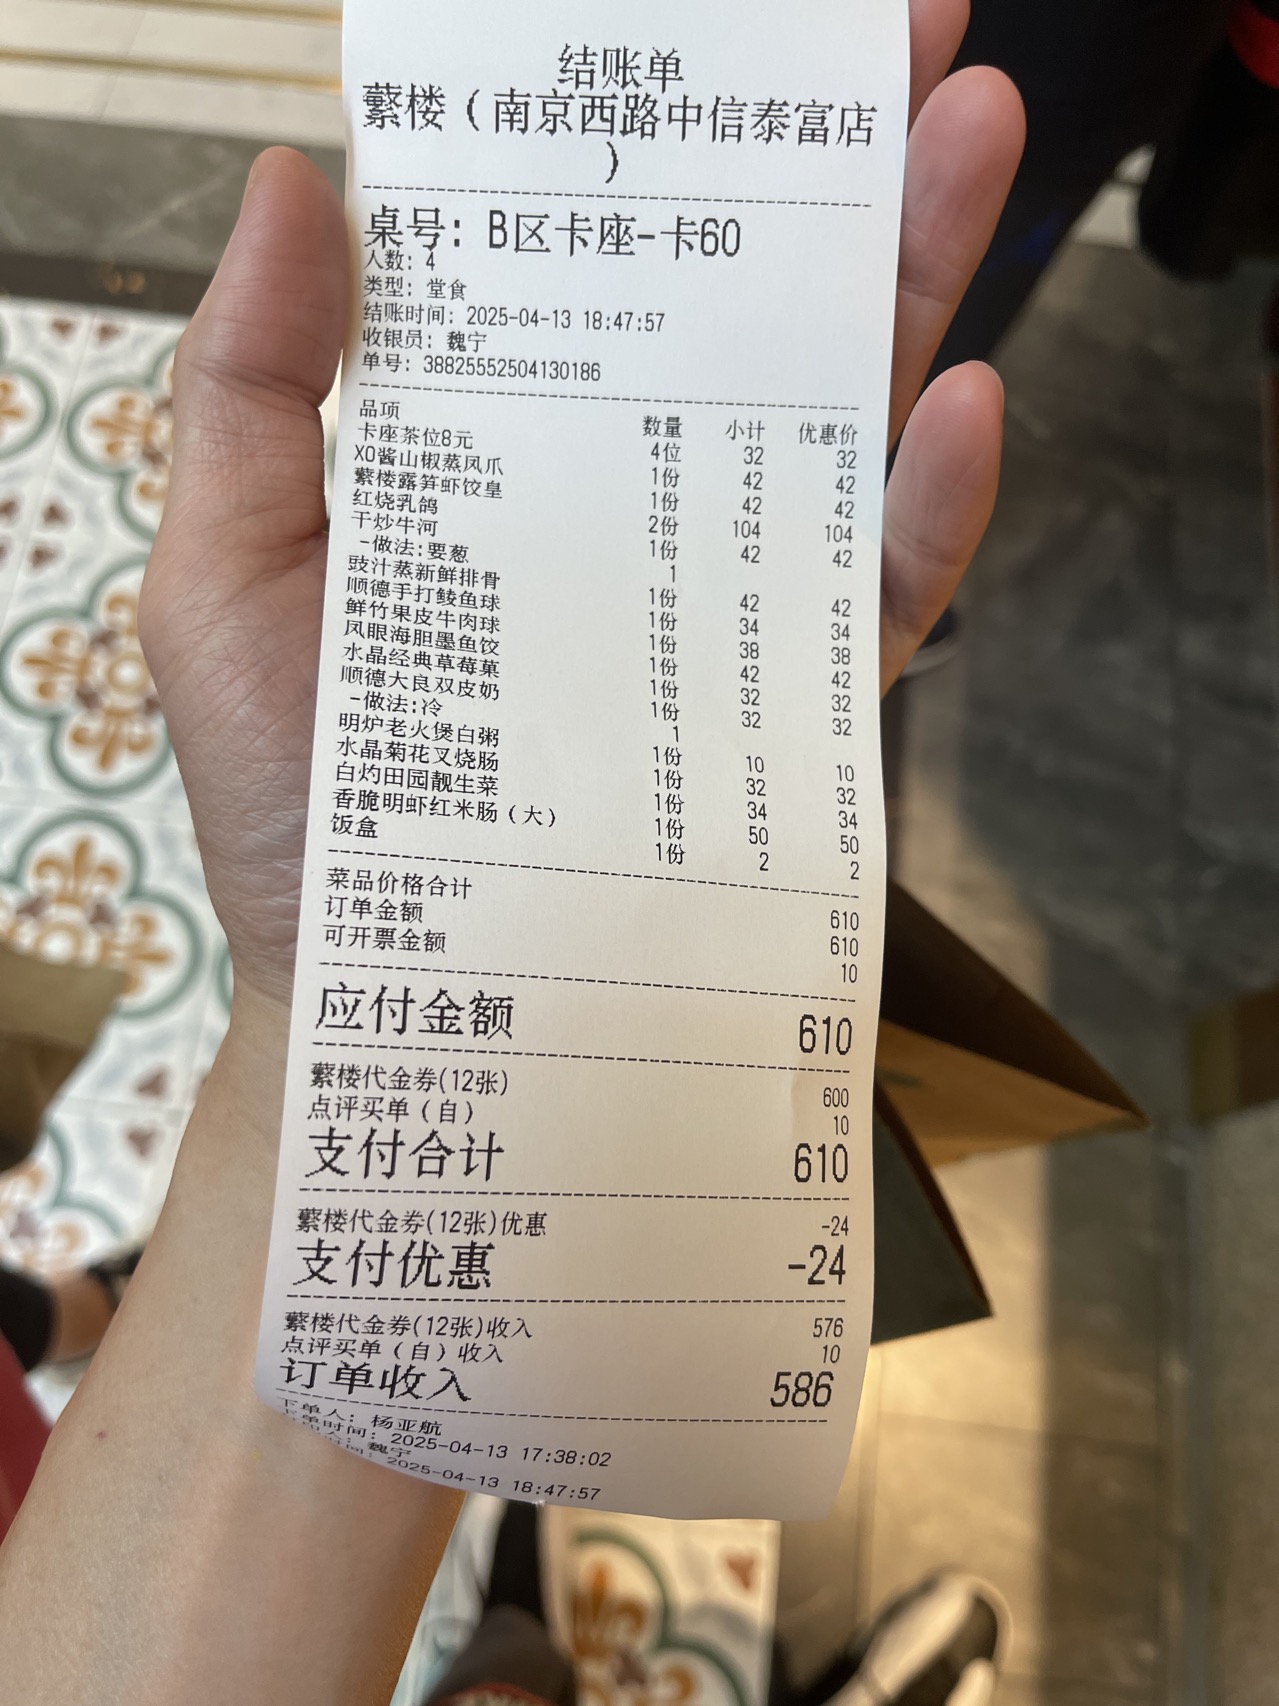 结账单
蘩楼（南京西路中信泰富店
）
桌号: B区卡座-卡60
人数: 4
类型: 堂食
结账时间: 2025-04-13 18:47:57
收银员: 魏宁
单号: 38825552504130186
品项 数量 小计 优惠价
卡座茶位8元 4位 32 32
XO酱山椒蒸凤爪 1份 42 42
蘩楼露笋虾饺皇 1份 42 42
红烧乳鸽 2份 104 104
干炒牛河 1份 42 42
-做法:要葱 1
豉汁蒸新鲜排骨 1份 42 42
顺德手打鲮鱼球 1份 34 34
鲜竹果皮牛肉球 1份 38 38
凤眼海胆墨鱼饺 1份 42 42
水晶经典草莓菓 1份 32 32
顺德大良双皮奶 1份 32 32
-做法:冷 1
明炉老火煲白粥 1份 10 10
水晶菊花叉烧肠 1份 32 32
白灼田园靓生菜 1份 34 34
香脆明虾红米肠（大） 1份 50 50
饭盒 1份 2 2
菜品价格合计 610
订单金额 610
可开票金额 10
应付金额 610
蘩楼代金券(12张) 600
点评买单（自） 10
支付合计 610
蘩楼代金券(12张)优惠 -24
支付优惠 -24
蘩楼代金券(12张)收入 576
点评买单（自）收入 10
订单收入 586
下单人: 杨亚航
下单时间: 2025-04-13 17:38:02
魏宁
2025-04-13 18:47:57